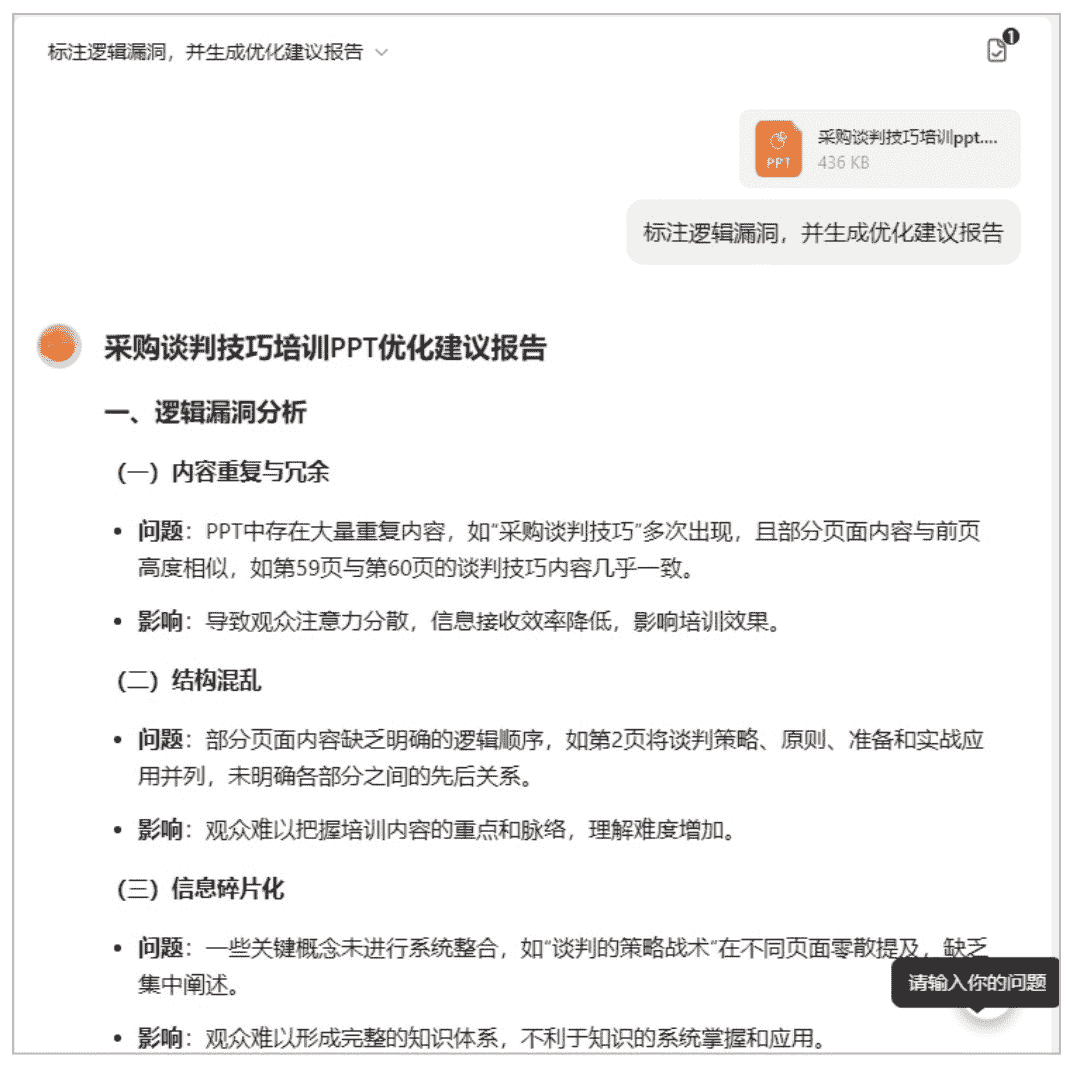 标注逻辑漏洞，并生成优化建议报告
1
采购谈判技巧培训ppt....
PPT
436 KB
标注逻辑漏洞，并生成优化建议报告
采购谈判技巧培训PPT优化建议报告
一、逻辑漏洞分析
（一）内容重复与冗余
• 问题：PPT中存在大量重复内容，如“采购谈判技巧”多次出现，且部分页面内容与前页
高度相似，如第59页与第60页的谈判技巧内容几乎一致。
• 影响：导致观众注意力分散，信息接收效率降低，影响培训效果。
（二）结构混乱
• 问题：部分页面内容缺乏明确的逻辑顺序，如第2页将谈判策略、原则、准备和实战应
用并列，未明确各部分之间的先后关系。
• 影响：观众难以把握培训内容的重点和脉络，理解难度增加。
（三）信息碎片化
• 问题：一些关键概念未进行系统整合，如“谈判的策略战术”在不同页面零散提及，缺乏
集中阐述。
请输入你的问题
• 影响：观众难以形成完整的知识体系，不利于知识的系统掌握和应用。